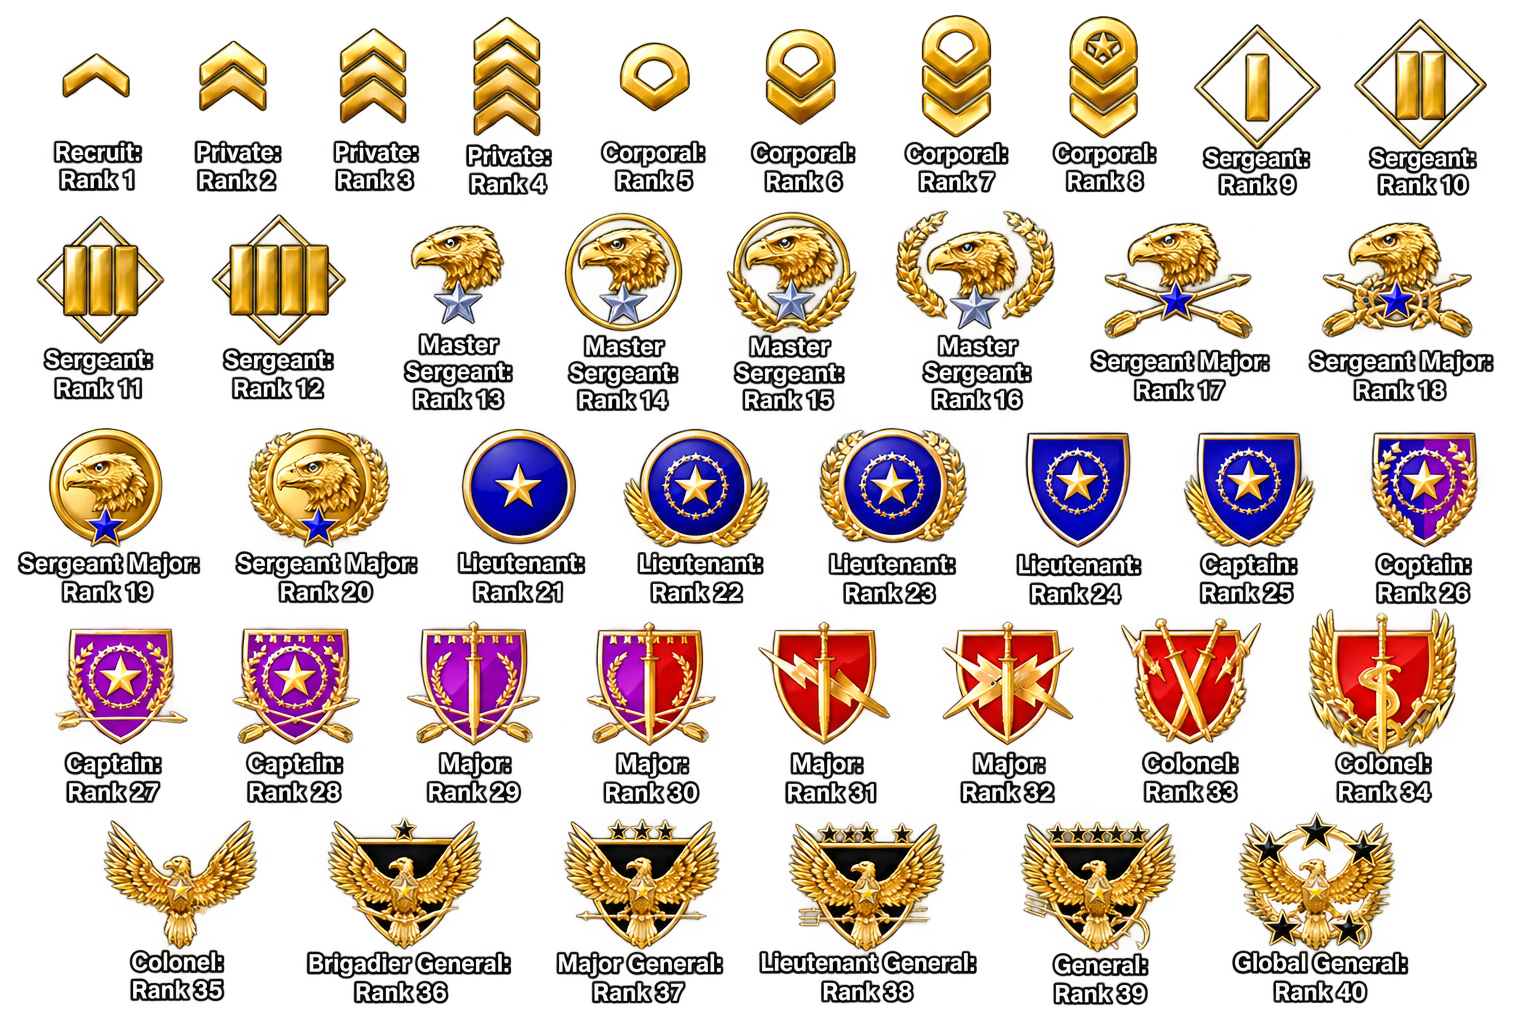 Recruit:
Rank 1
Private:
Rank 2
Private:
Rank 3
Private:
Rank 4
Corporal:
Rank 5
Corporal:
Rank 6
Corporal:
Rank 7
Corporal:
Rank 8
Sergeant:
Rank 9
Sergeant:
Rank 10
Sergeant:
Rank 11
Sergeant:
Rank 12
Master
Sergeant:
Rank 13
Master
Sergeant:
Rank 14
Master
Sergeant:
Rank 15
Master
Sergeant:
Rank 16
Sergeant Major:
Rank 17
Sergeant Major:
Rank 18
Sergeant Major:
Rank 19
Sergeant Major:
Rank 20
Lieutenant:
Rank 21
Lieutenant:
Rank 22
Lieutenant:
Rank 23
Lieutenant:
Rank 24
Captain:
Rank 25
Coptain:
Rank 26
Captain:
Rank 27
Captain:
Rank 28
Major:
Rank 29
Major:
Rank 30
Major:
Rank 31
Major:
Rank 32
Colonel:
Rank 33
Colonel:
Rank 34
Colonel:
Rank 35
Brigadier General:
Rank 36
Major General:
Rank 37
Lieutenant General:
Rank 38
General:
Rank 39
Global General:
Rank 40